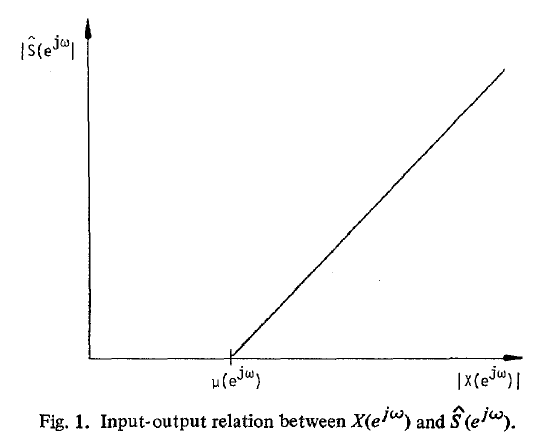 |Ŝ(e^jω|
μ(e^jω)
|X(e^jω)|
Fig. 1. Input-output relation between X(e^jω) and Ŝ(e^jω).